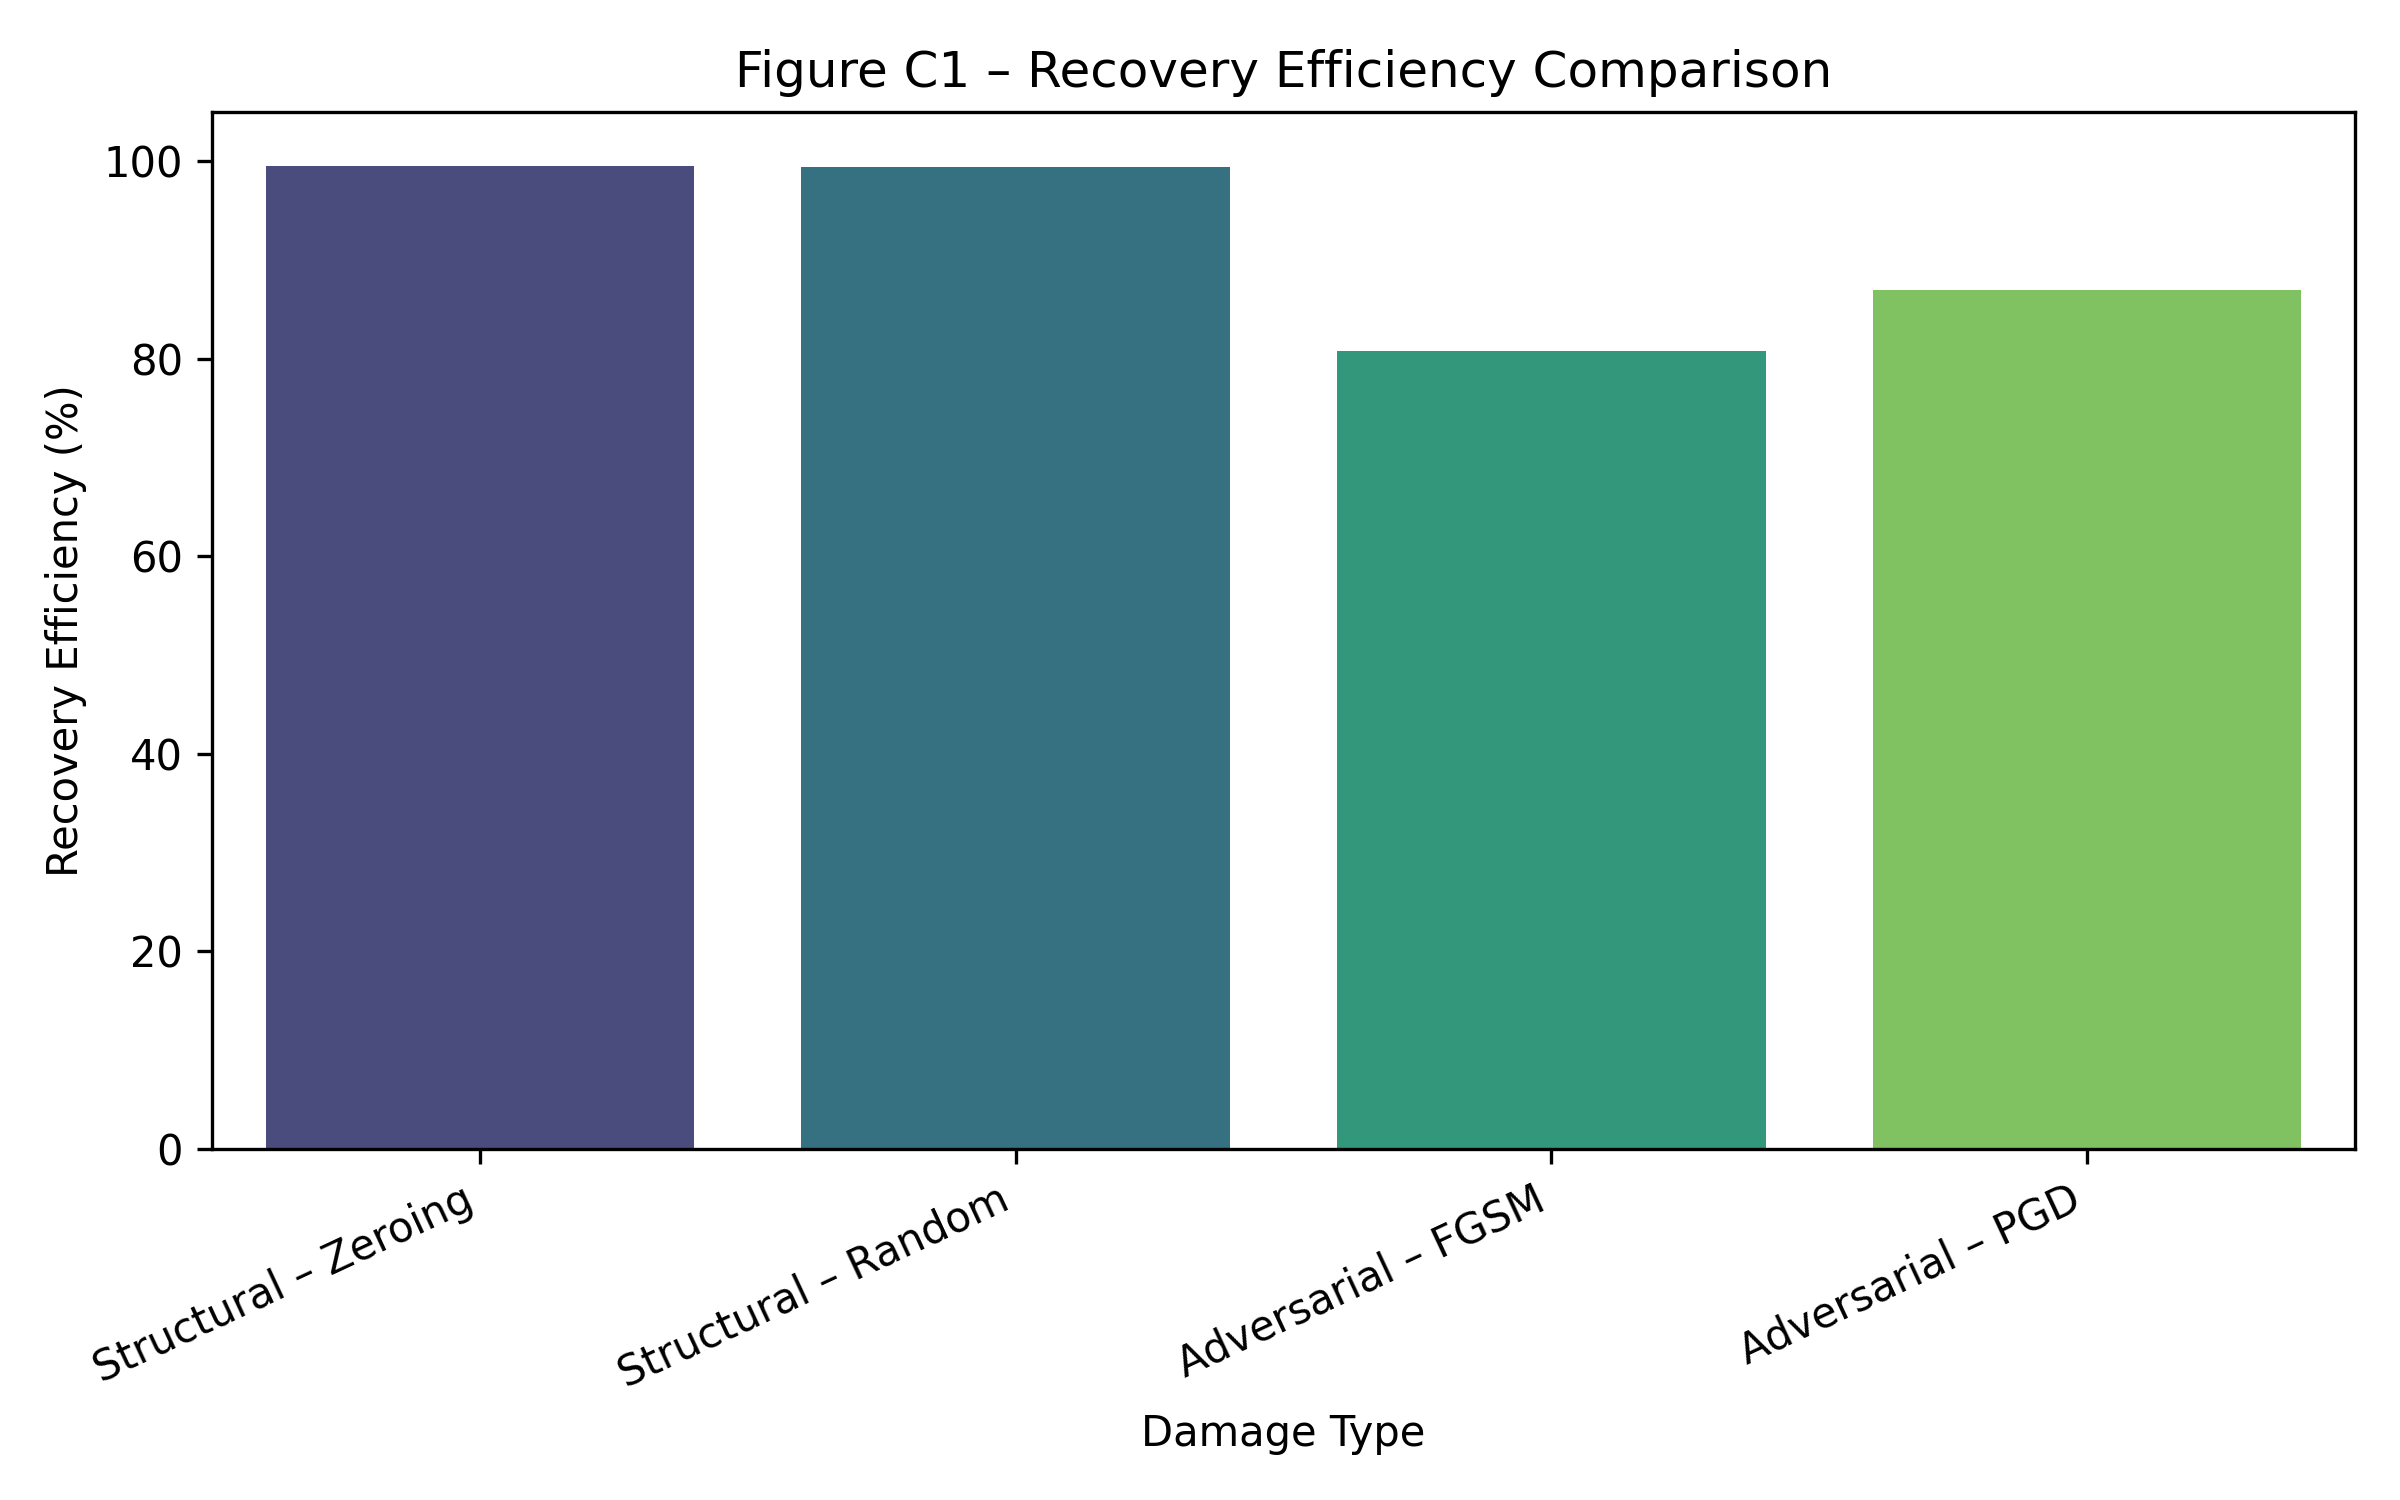 Figure C1 – Recovery Efficiency Comparison
Recovery Efficiency (%)
100
80
60
40
20
0
Structural – Zeroing
Structural – Random
Adversarial – FGSM
Adversarial – PGD
Damage Type